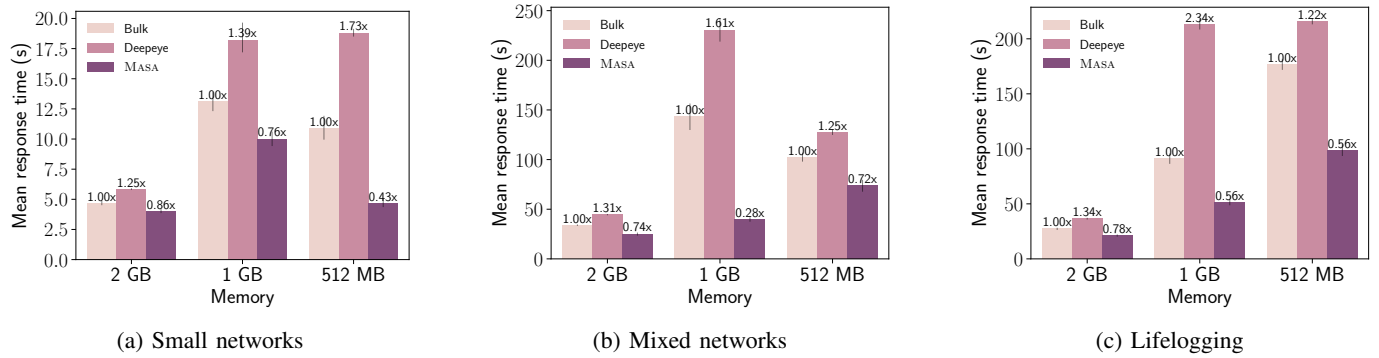 20.0
17.5
15.0
12.5
10.0
7.5
5.0
2.5
0.0
Mean response time (s)
Bulk
Deepeye
MASA
1.00x
1.25x
0.86x
1.00x
1.39x
0.76x
1.00x
1.73x
0.43x
2 GB 1 GB 512 MB
Memory
(a) Small networks
250
200
150
100
50
0
Mean response time (s)
Bulk
Deepeye
MASA
1.00x
1.31x
0.74x
1.00x
1.61x
0.28x
1.00x
1.25x
0.72x
2 GB 1 GB 512 MB
Memory
(b) Mixed networks
200
150
100
50
0
Mean response time (s)
Bulk
Deepeye
MASA
1.00x
1.34x
0.78x
1.00x
2.34x
0.56x
1.00x
1.22x
0.56x
2 GB 1 GB 512 MB
Memory
(c) Lifelogging